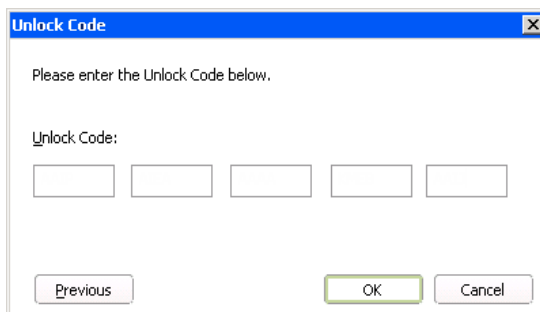 Unlock Code
Please enter the Unlock Code below.
Unlock Code:
Previous OK Cancel